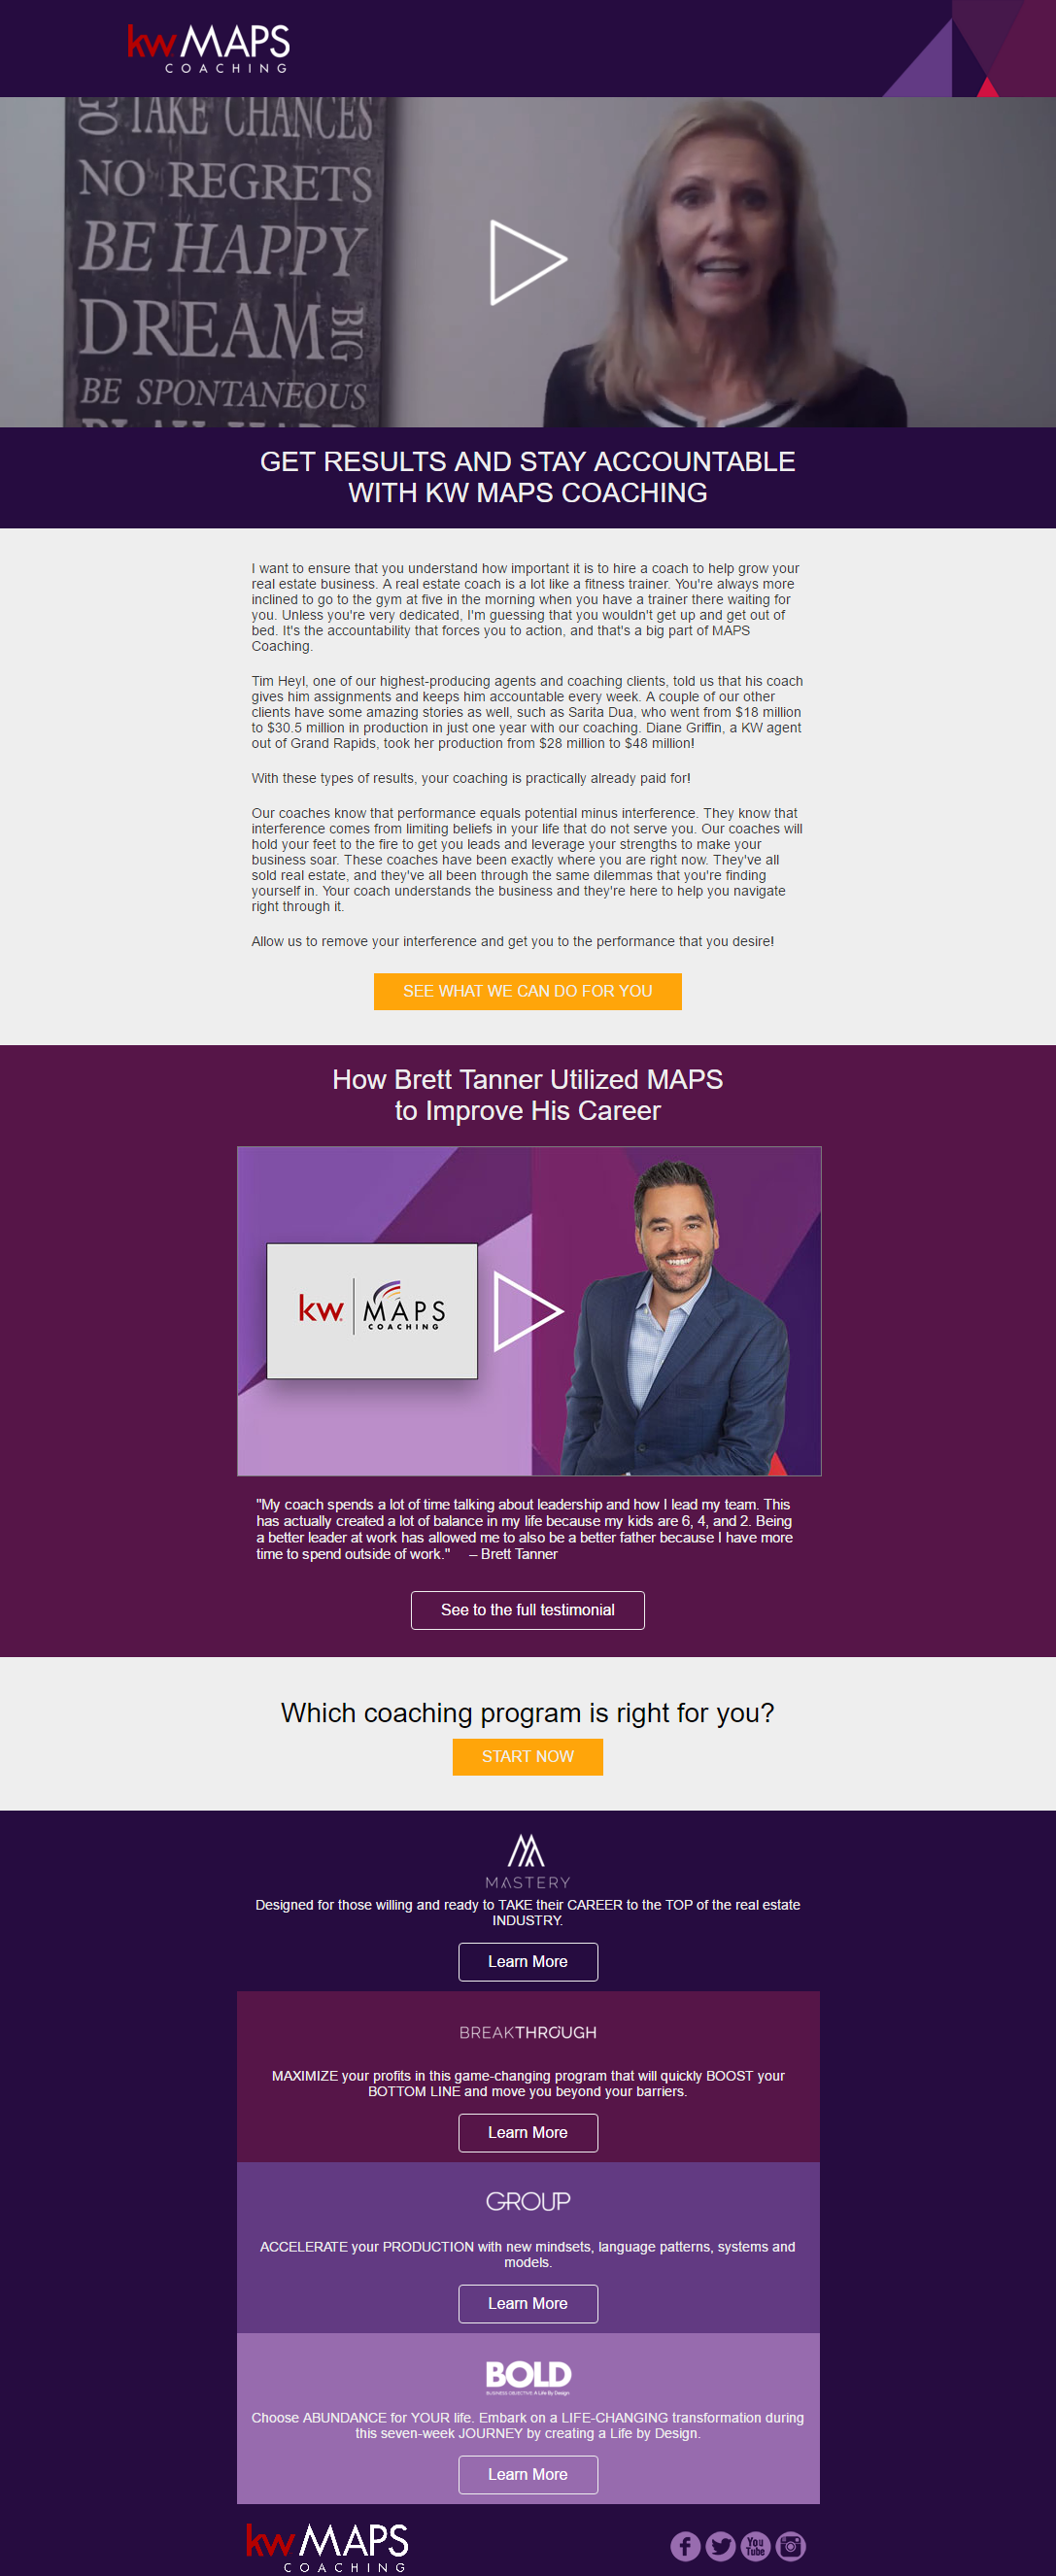 kw MAPS
COACHING
GO
TAKE CHANCES
NO REGRETS
BE HAPPY
DREAM BIG
BE SPONTANEOUS
PLAY HARD
GET RESULTS AND STAY ACCOUNTABLE
WITH KW MAPS COACHING
I want to ensure that you understand how important it is to hire a coach to help grow your
real estate business. A real estate coach is a lot like a fitness trainer. You're always more
inclined to go to the gym at five in the morning when you have a trainer there waiting for
you. Unless you're very dedicated, I'm guessing that you wouldn't get up and get out of
bed. It's the accountability that forces you to action, and that's a big part of MAPS
Coaching.
Tim Heyl, one of our highest-producing agents and coaching clients, told us that his coach
gives him assignments and keeps him accountable every week. A couple of our other
clients have some amazing stories as well, such as Sarita Dua, who went from $18 million
to $30.5 million in production in just one year with our coaching. Diane Griffin, a KW agent
out of Grand Rapids, took her production from $28 million to $48 million!
With these types of results, your coaching is practically already paid for!
Our coaches know that performance equals potential minus interference. They know that
interference comes from limiting beliefs in your life that do not serve you. Our coaches will
hold your feet to the fire to get you leads and leverage your strengths to make your
business soar. These coaches have been exactly where you are right now. They've all
sold real estate, and they've all been through the same dilemmas that you're finding
yourself in. Your coach understands the business and they're here to help you navigate
right through it.
Allow us to remove your interference and get you to the performance that you desire!
SEE WHAT WE CAN DO FOR YOU
How Brett Tanner Utilized MAPS
to Improve His Career
kw MAPS
COACHING
"My coach spends a lot of time talking about leadership and how I lead my team. This
has actually created a lot of balance in my life because my kids are 6, 4, and 2. Being
a better leader at work has allowed me to also be a better father because I have more
time to spend outside of work." – Brett Tanner
See to the full testimonial
Which coaching program is right for you?
START NOW
MASTERY
Designed for those willing and ready to TAKE their CAREER to the TOP of the real estate
INDUSTRY.
Learn More
BREAKTHROUGH
MAXIMIZE your profits in this game-changing program that will quickly BOOST your
BOTTOM LINE and move you beyond your barriers.
Learn More
GROUP
ACCELERATE your PRODUCTION with new mindsets, language patterns, systems and
models.
Learn More
BOLD
BUSINESS OBJECTIVE: A Life By Design
Choose ABUNDANCE for YOUR life. Embark on a LIFE-CHANGING transformation during
this seven-week JOURNEY by creating a Life by Design.
Learn More
kw MAPS
COACHING
You
Tube